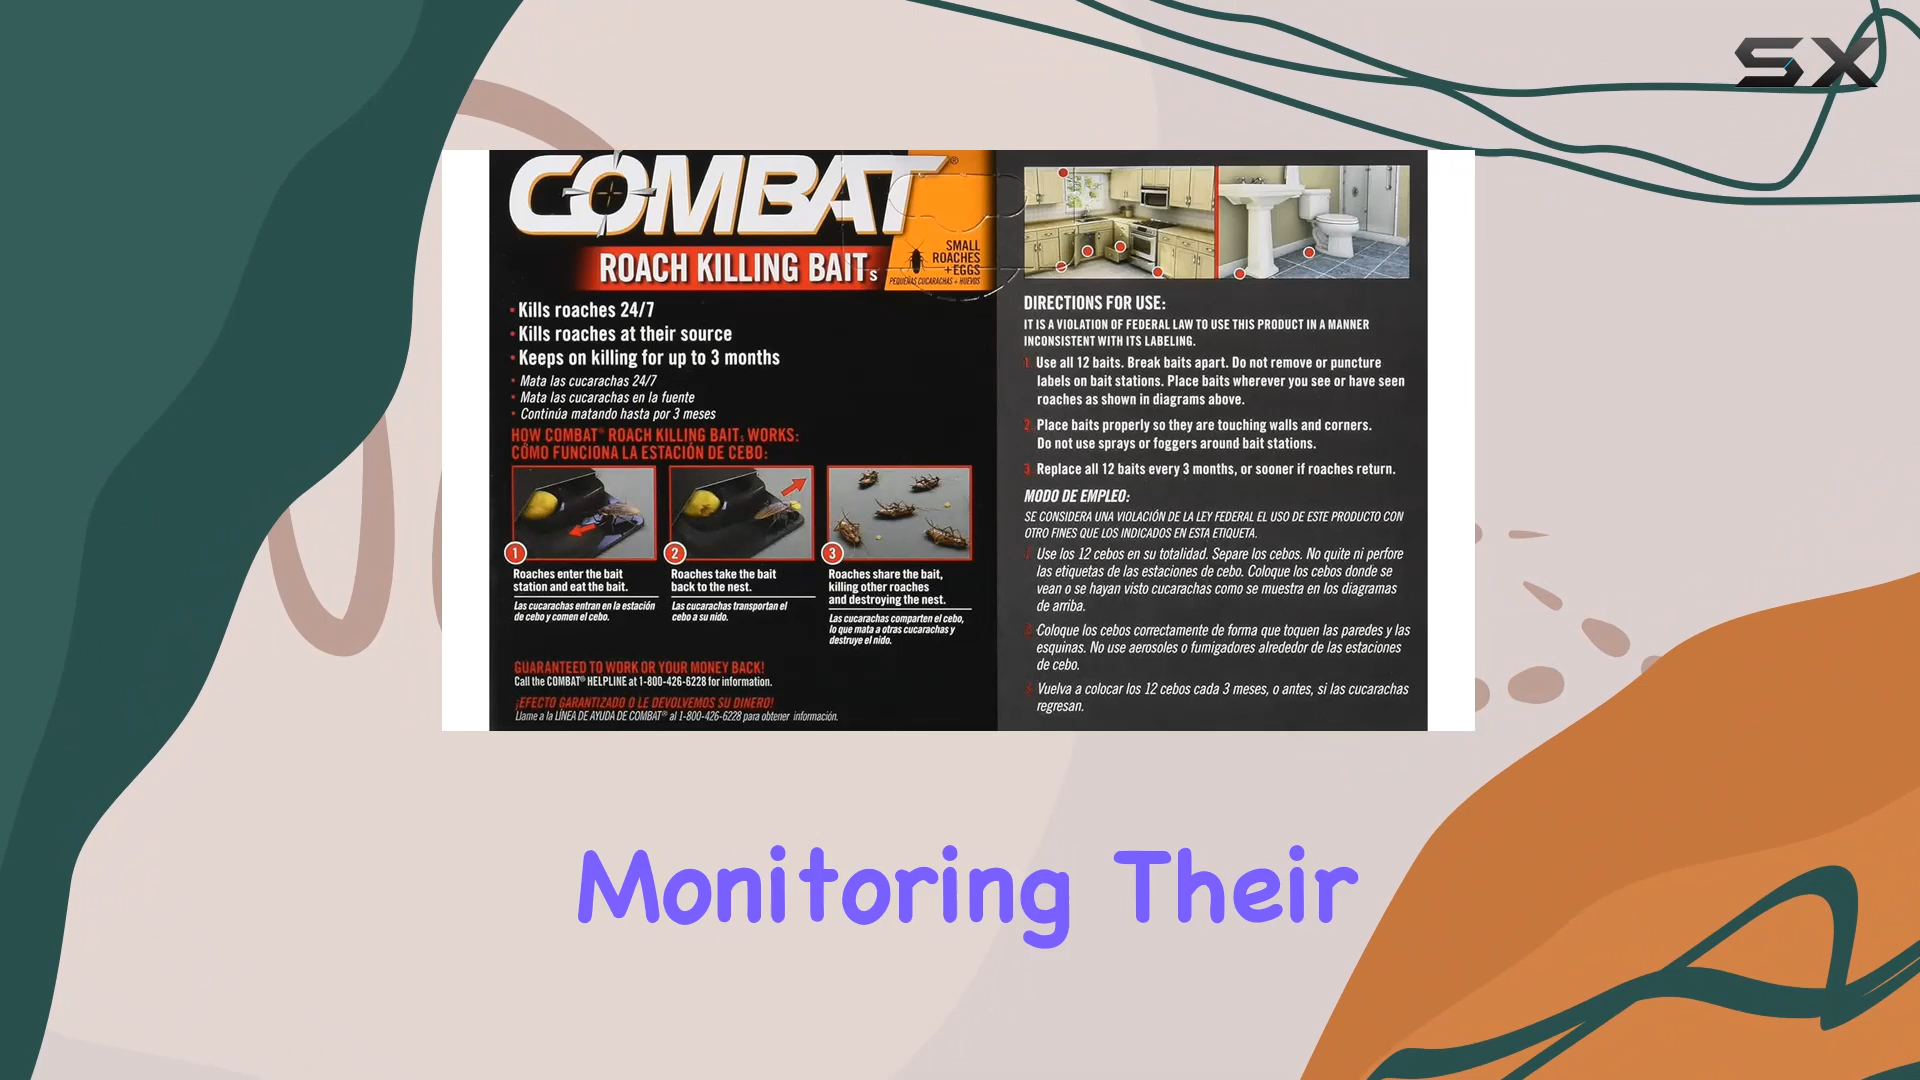 SX
COMBAT®
ROACH KILLING BAITs
SMALL
ROACHES
+EGGS
PEQUEÑAS CUCARACHAS + HUEVOS
• Kills roaches 24/7
• Kills roaches at their source
• Keeps on killing for up to 3 months
• Mata las cucarachas 24/7
• Mata las cucarachas en la fuente
• Continúa matando hasta por 3 meses
HOW COMBAT® ROACH KILLING BAITs WORKS:
CÓMO FUNCIONA LA ESTACIÓN DE CEBO:
1
Roaches enter the bait
station and eat the bait.
Las cucarachas entran en la estación
de cebo y comen el cebo.
2
Roaches take the bait
back to the nest.
Las cucarachas transportan el
cebo a su nido.
3
Roaches share the bait,
killing other roaches
and destroying the nest.
Las cucarachas comparten el cebo,
lo que mata a otras cucarachas y
destruye el nido.
GUARANTEED TO WORK OR YOUR MONEY BACK!
Call the COMBAT® HELPLINE at 1-800-426-6228 for information.
¡EFECTO GARANTIZADO O LE DEVOLVEMOS SU DINERO!
Llame a la LÍNEA DE AYUDA DE COMBAT® al 1-800-426-6228 para obtener información.
DIRECTIONS FOR USE:
IT IS A VIOLATION OF FEDERAL LAW TO USE THIS PRODUCT IN A MANNER
INCONSISTENT WITH ITS LABELING.
1 Use all 12 baits. Break baits apart. Do not remove or puncture
labels on bait stations. Place baits wherever you see or have seen
roaches as shown in diagrams above.
2 Place baits properly so they are touching walls and corners.
Do not use sprays or foggers around bait stations.
3 Replace all 12 baits every 3 months, or sooner if roaches return.
MODO DE EMPLEO:
SE CONSIDERA UNA VIOLACIÓN DE LA LEY FEDERAL EL USO DE ESTE PRODUCTO CON
OTRO FINES QUE LOS INDICADOS EN ESTA ETIQUETA.
1 Use los 12 cebos en su totalidad. Separe los cebos. No quite ni perfore
las etiquetas de las estaciones de cebo. Coloque los cebos donde se
vean o se hayan visto cucarachas como se muestra en los diagramas
de arriba.
2 Coloque los cebos correctamente de forma que toquen las paredes y las
esquinas. No use aerosoles o fumigadores alrededor de las estaciones
de cebo.
3 Vuelva a colocar los 12 cebos cada 3 meses, o antes, si las cucarachas
regresan.
Monitoring Their